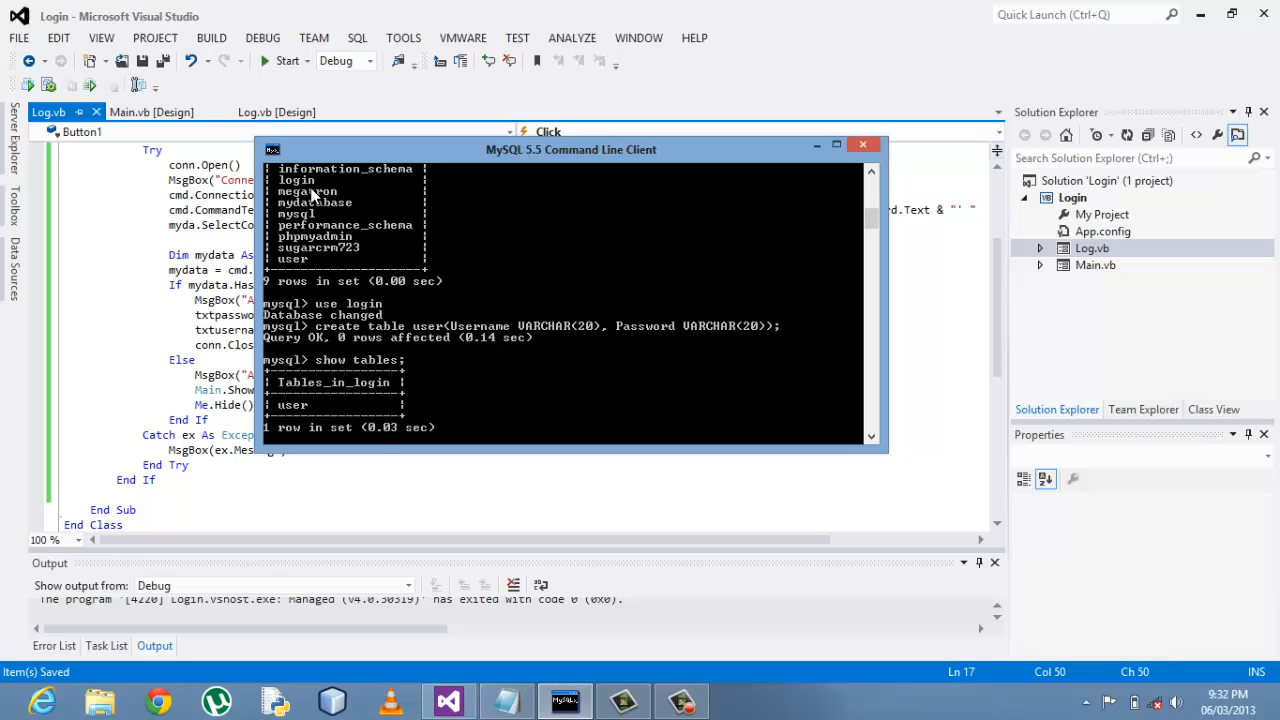 Login - Microsoft Visual Studio
Quick Launch (Ctrl+Q)
FILE EDIT VIEW PROJECT BUILD DEBUG TEAM SQL TOOLS VMWARE TEST ANALYZE WINDOW HELP
Start Debug
Log.vb Main.vb [Design] Log.vb [Design]
Button1 Click
Server Explorer
Toolbox
Data Sources
Try
conn.Open()
MsgBox("Conne
cmd.Connection
cmd.CommandTex
rd.Text & "' "
myda.SelectCo
Dim mydata As
mydata = cmd.
If mydata.Has
MsgBox("A
txtpasswo
txtuserna
conn.Clos
Else
MsgBox("A
Main.Show
Me.Hide()
End If
Catch ex As Excep
MsgBox(ex.Mes
End Try
End If
End Sub
End Class
100 %
MySQL 5.5 Command Line Client
| information_schema |
| login |
| megatron |
| mydatabase |
| mysql |
| performance_schema |
| phpmyadmin |
| sugarcrm723 |
| user |
+--------------------+
9 rows in set (0.00 sec)
mysql> use login
Database changed
mysql> create table user(Username VARCHAR(20), Password VARCHAR(20));
Query OK, 0 rows affected (0.14 sec)
mysql> show tables;
+-----------------+
| Tables_in_login |
+-----------------+
| user |
+-----------------+
1 row in set (0.03 sec)
Solution Explorer
Search Solution Explorer (Ctrl+;)
Solution 'Login' (1 project)
Login
My Project
App.config
Log.vb
Main.vb
Solution Explorer Team Explorer Class View
Properties
Output
Show output from: Debug
The program '[4220] Login.vshost.exe: Managed (v4.0.30319)' has exited with code 0 (0x0).
Error List Task List Output
Item(s) Saved
Ln 17 Col 50 Ch 50 INS
9:32 PM
06/03/2013